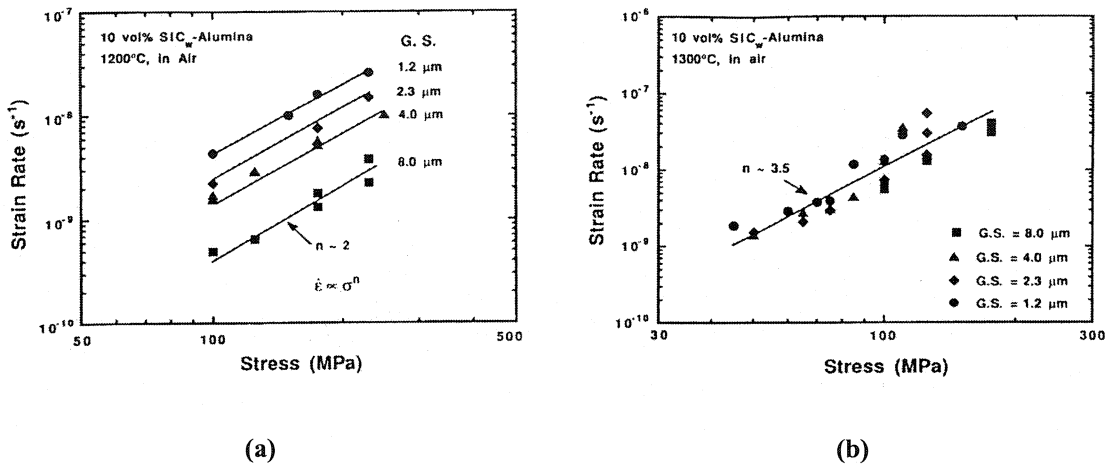 10 vol% SiCw-Alumina
1200°C, in Air
G. S.
1.2 μm
2.3 μm
4.0 μm
8.0 μm
n ~ 2
ε̇ ∝ σⁿ
Strain Rate (s⁻¹)
10⁻⁷
10⁻⁸
10⁻⁹
10⁻¹⁰
50
100
500
Stress (MPa)
(a)
10 vol% SiCw-Alumina
1300°C, in air
n ~ 3.5
G.S. = 8.0 μm
G.S. = 4.0 μm
G.S. = 2.3 μm
G.S. = 1.2 μm
Strain Rate (s⁻¹)
10⁻⁶
10⁻⁷
10⁻⁸
10⁻⁹
10⁻¹⁰
30
100
300
Stress (MPa)
(b)